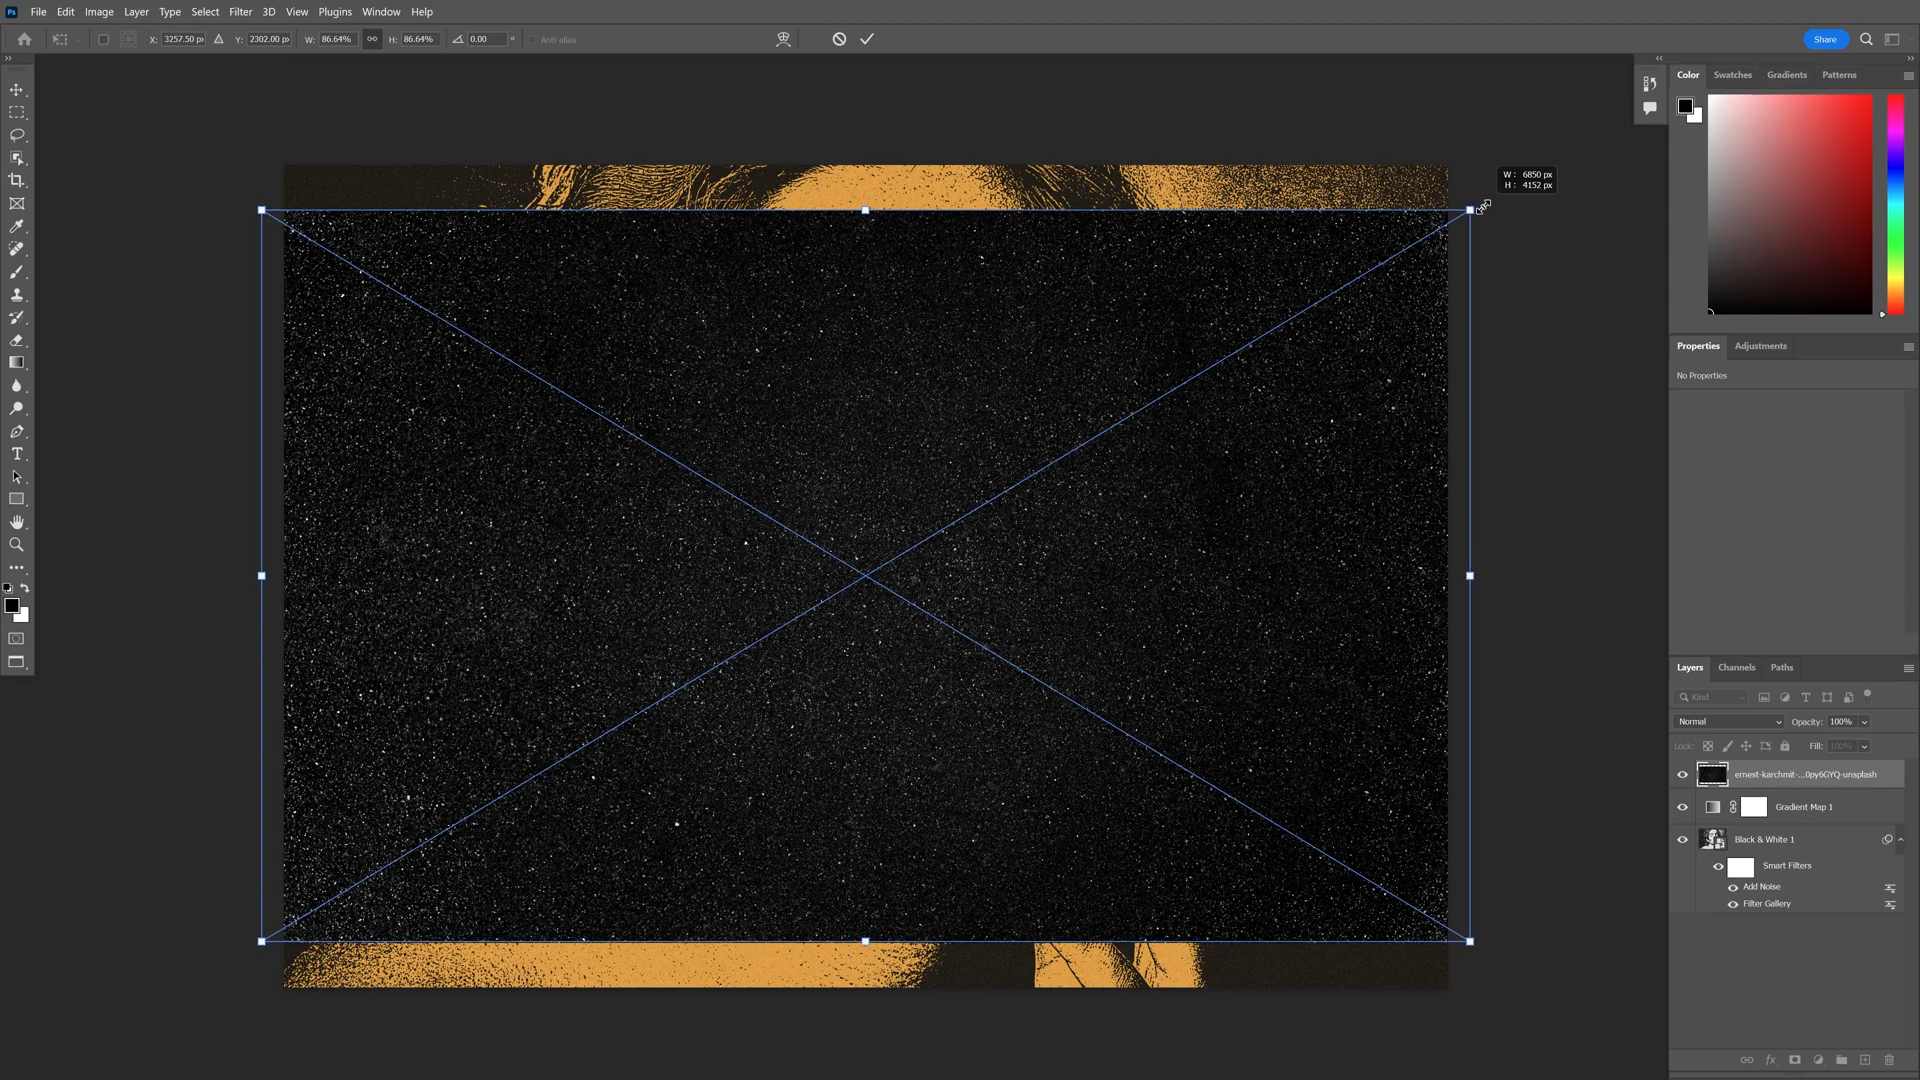 Ps File Edit Image Layer Type Select Filter 3D View Plugins Window Help
X: 3257.50 px Y: 2302.00 px W: 86.64% H: 86.64% 0.00 ° Anti-alias Share
Color Swatches Gradients Patterns
W: 6850 px
H: 4152 px
Properties Adjustments
No Properties
Layers Channels Paths
Kind
Normal Opacity: 100%
Lock: Fill: 100%
ernest-karchmit-...0py6GYQ-unsplash
Gradient Map 1
Black & White 1
Smart Filters
Add Noise
Filter Gallery